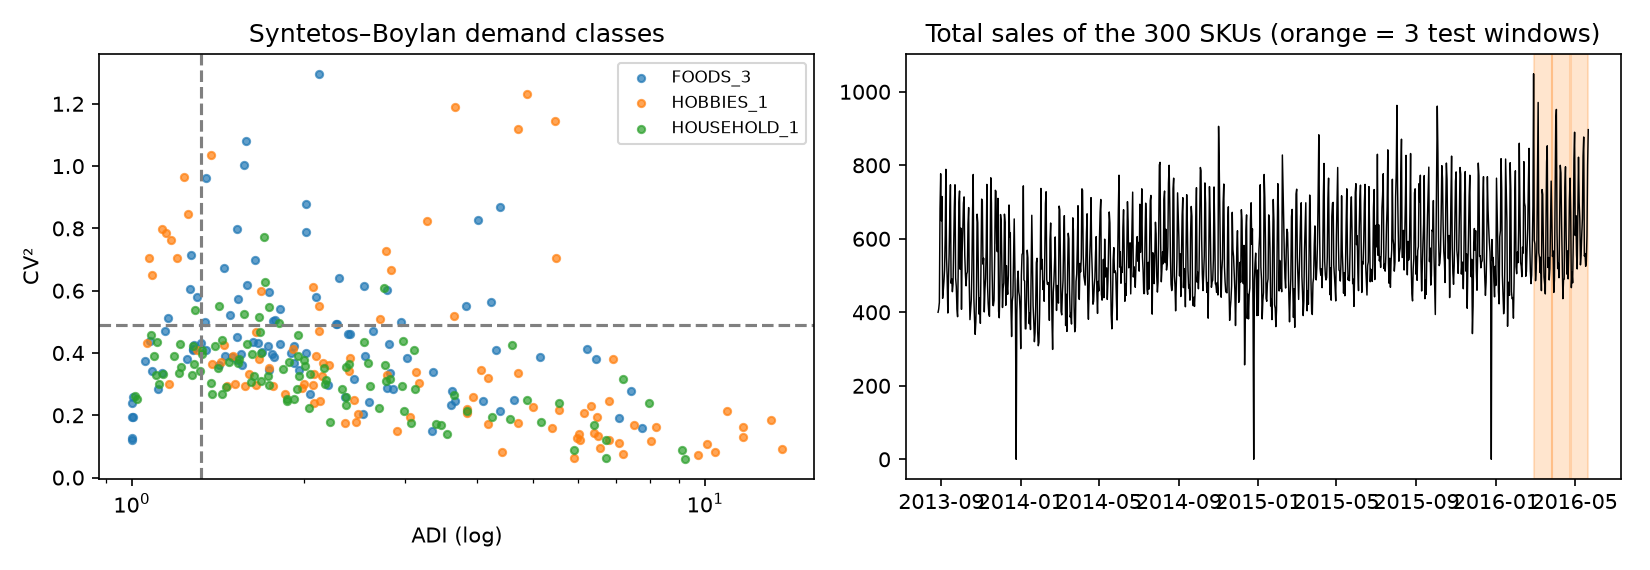 Syntetos–Boylan demand classes
CV²
1.2
1.0
0.8
0.6
0.4
0.2
0.0
FOODS_3
HOBBIES_1
HOUSEHOLD_1
10⁰
10¹
ADI (log)
Total sales of the 300 SKUs (orange = 3 test windows)
1000
800
600
400
200
0
2013-09 2014-01 2014-05 2014-09 2015-01 2015-05 2015-09 2016-01 2016-05